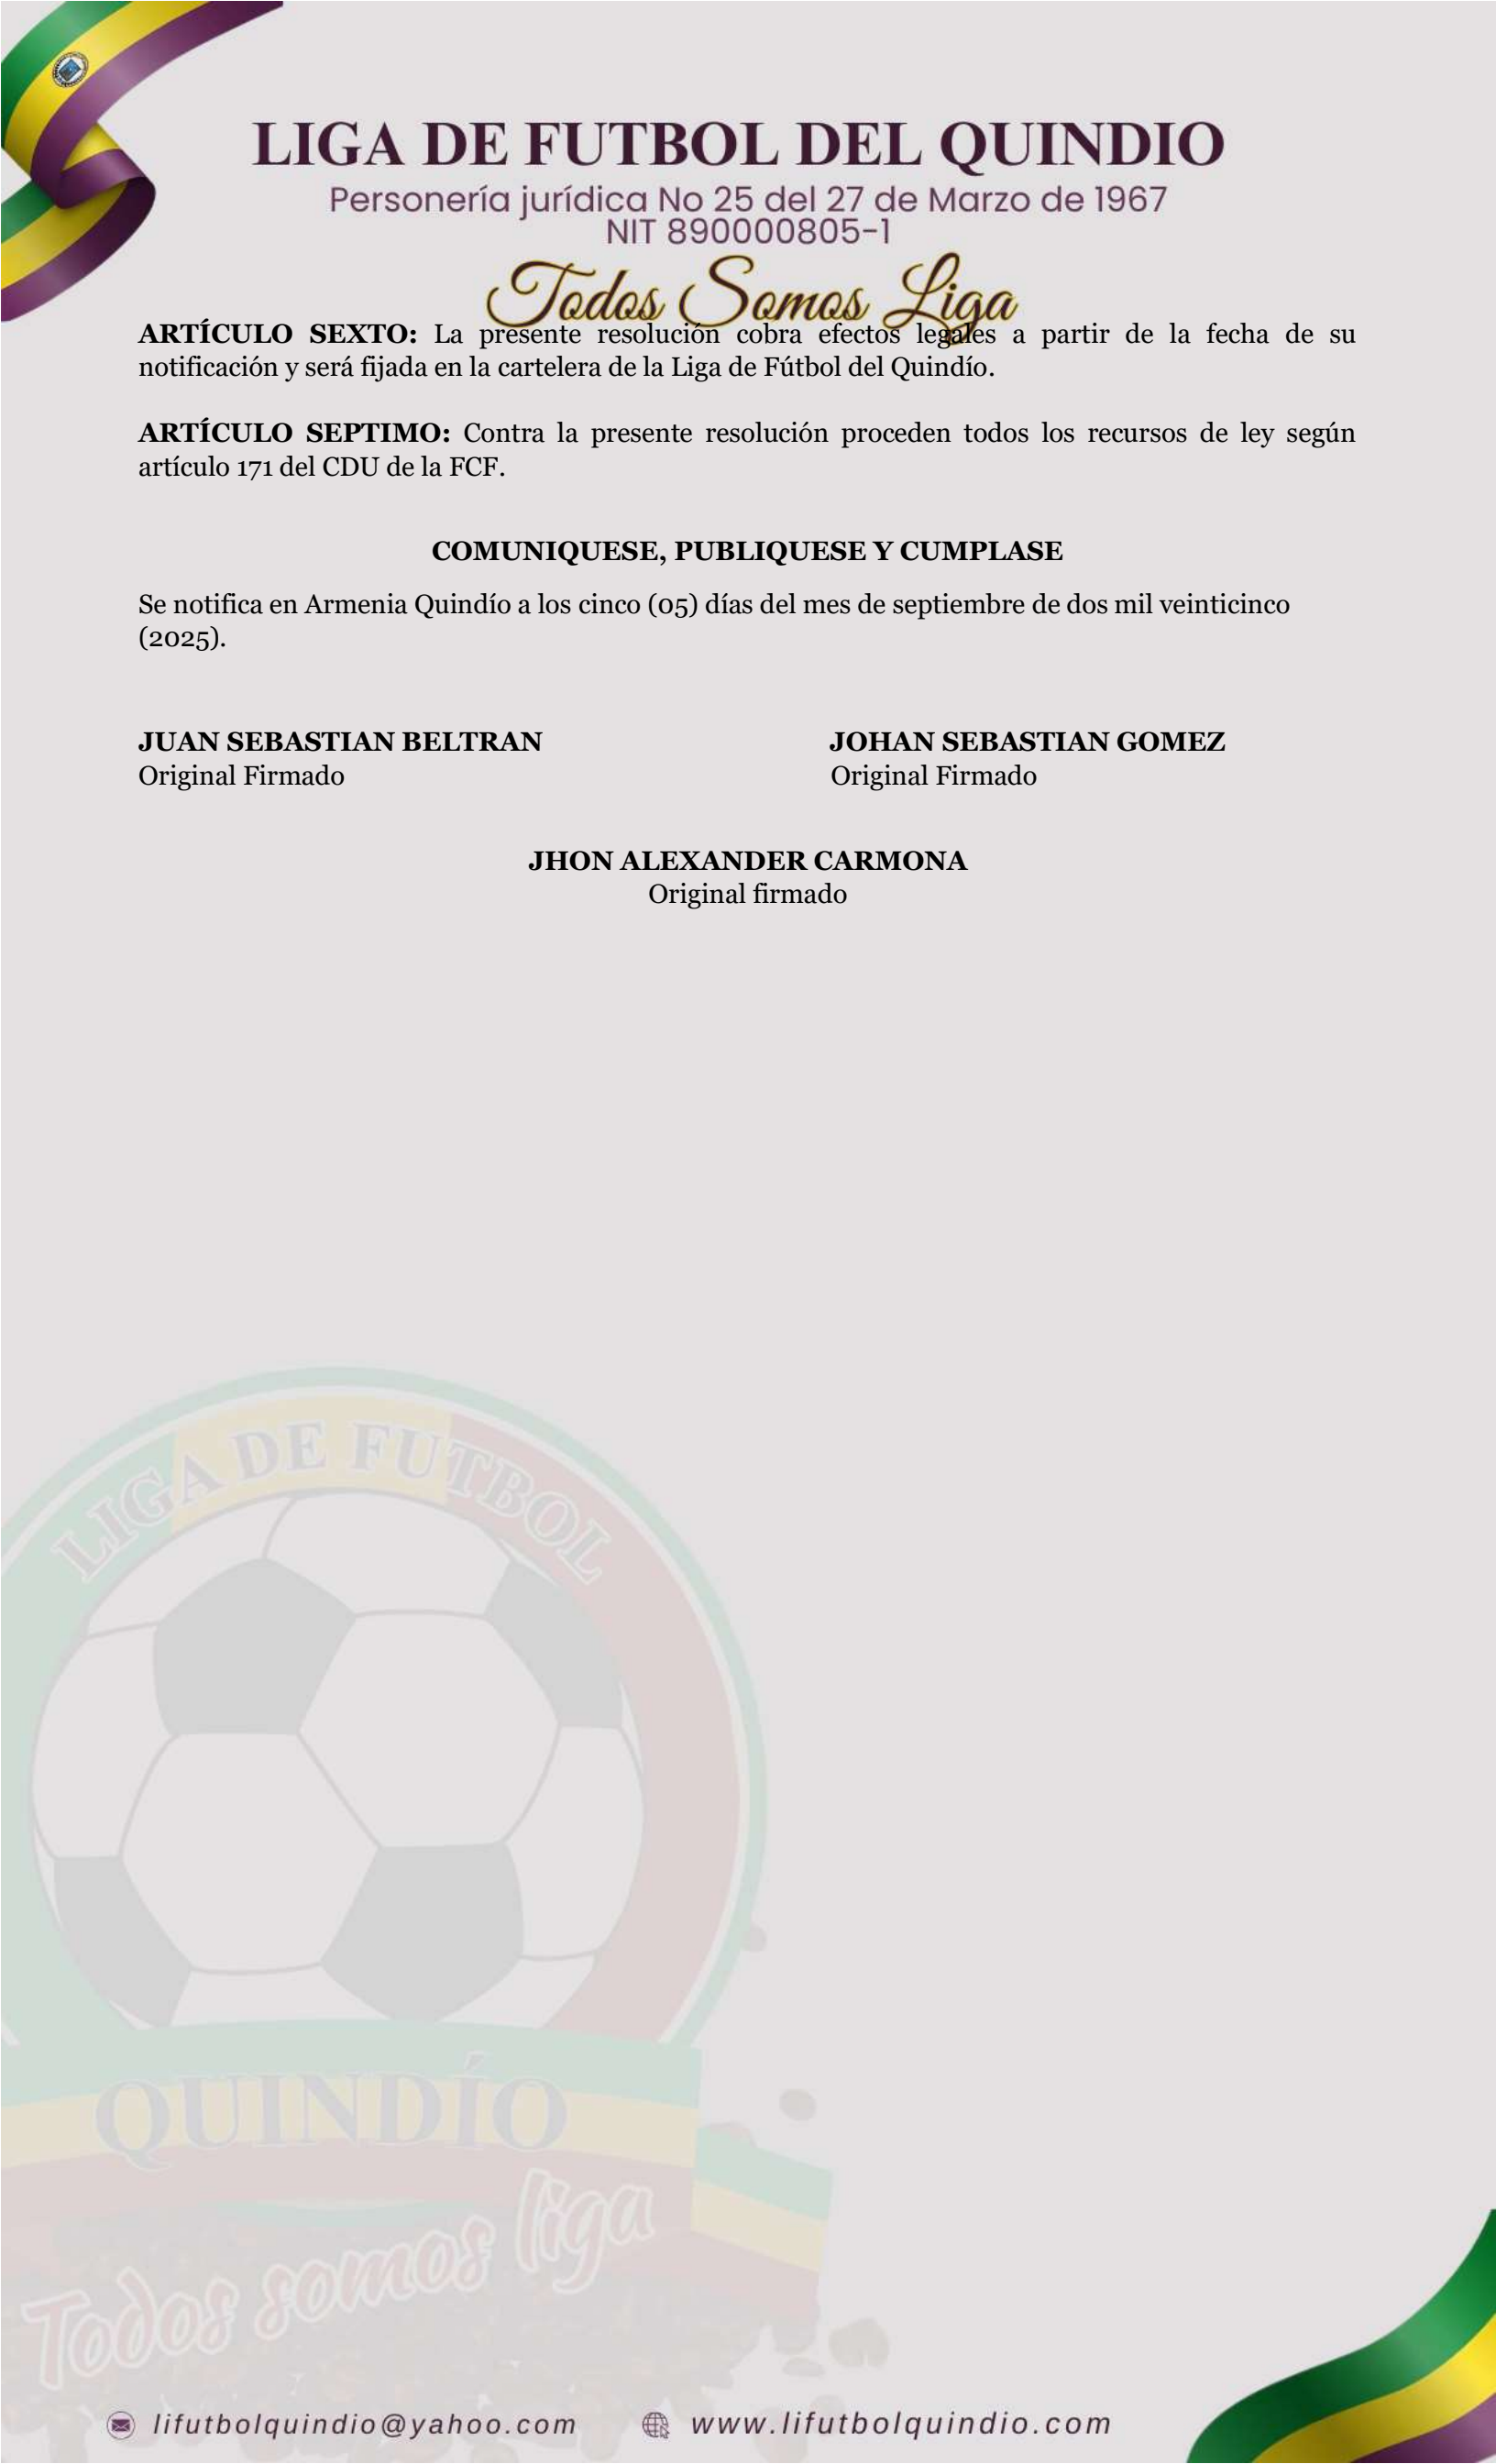 LIGA DE FUTBOL DEL QUINDIO
Personería jurídica No 25 del 27 de Marzo de 1967
NIT 890000805-1
Todos Somos Liga
ARTÍCULO SEXTO: La presente resolución cobra efectos legales a partir de la fecha de su
notificación y será fijada en la cartelera de la Liga de Fútbol del Quindío.
ARTÍCULO SEPTIMO: Contra la presente resolución proceden todos los recursos de ley según
artículo 171 del CDU de la FCF.
COMUNIQUESE, PUBLIQUESE Y CUMPLASE
Se notifica en Armenia Quindío a los cinco (05) días del mes de septiembre de dos mil veinticinco
(2025).
JUAN SEBASTIAN BELTRAN
Original Firmado
JOHAN SEBASTIAN GOMEZ
Original Firmado
JHON ALEXANDER CARMONA
Original firmado
LIGA DE FUTBOL
QUINDÍO
Todos somos liga
lifutbolquindio@yahoo.com
www.lifutbolquindio.com